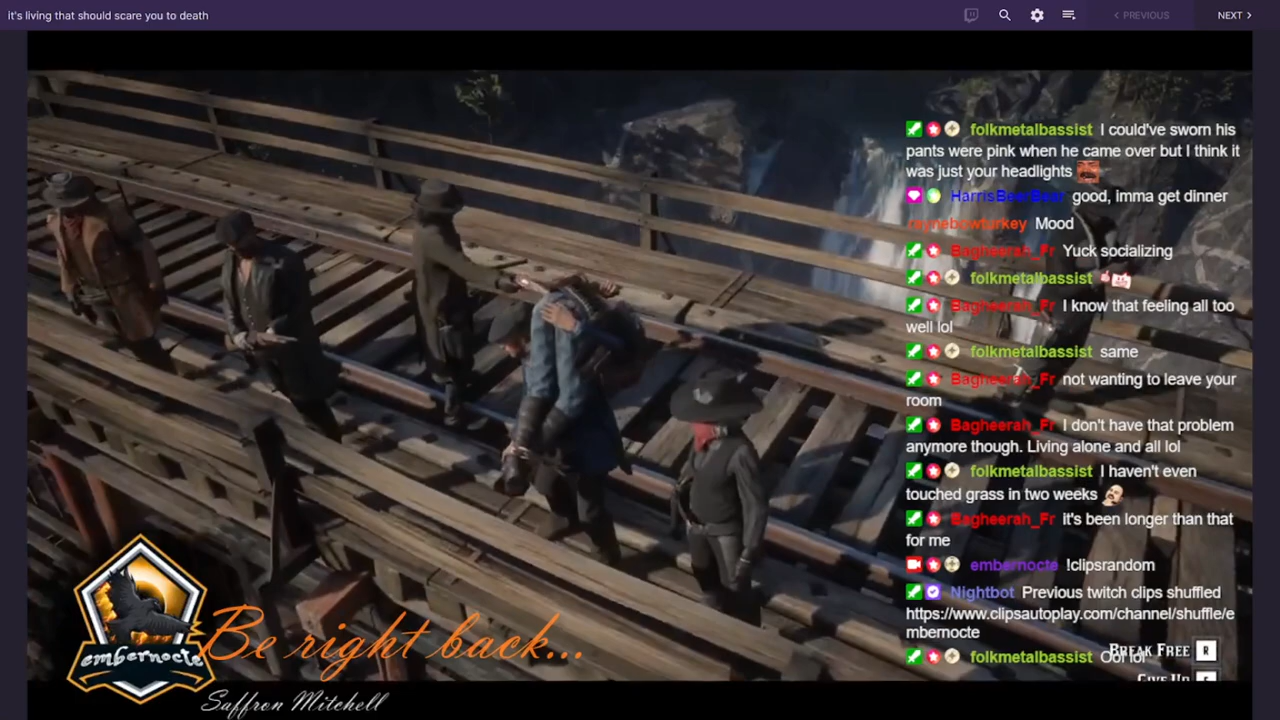 it's living that should scare you to death
PREVIOUS
NEXT
folkmetalbassist I could've sworn his
pants were pink when he came over but I think it
was just your headlights
HarrisBearBear good, imma get dinner
raynebowturkey Mood
Bagheerah_Fr Yuck socializing
folkmetalbassist
Bagheerah_Fr I know that feeling all too
well lol
folkmetalbassist same
Bagheerah_Fr not wanting to leave your
room
Bagheerah_Fr I don't have that problem
anymore though. Living alone and all lol
folkmetalbassist I haven't even
touched grass in two weeks
Bagheerah_Fr it's been longer than that
for me
embernocte !clipsrandom
Nightbot Previous twitch clips shuffled
https://www.clipsautoplay.com/channel/shuffle/e
mbernocte
folkmetalbassist Oof lol
BREAK FREE R
GIVE UP F
embernocte
Be right back...
Saffron Mitchell